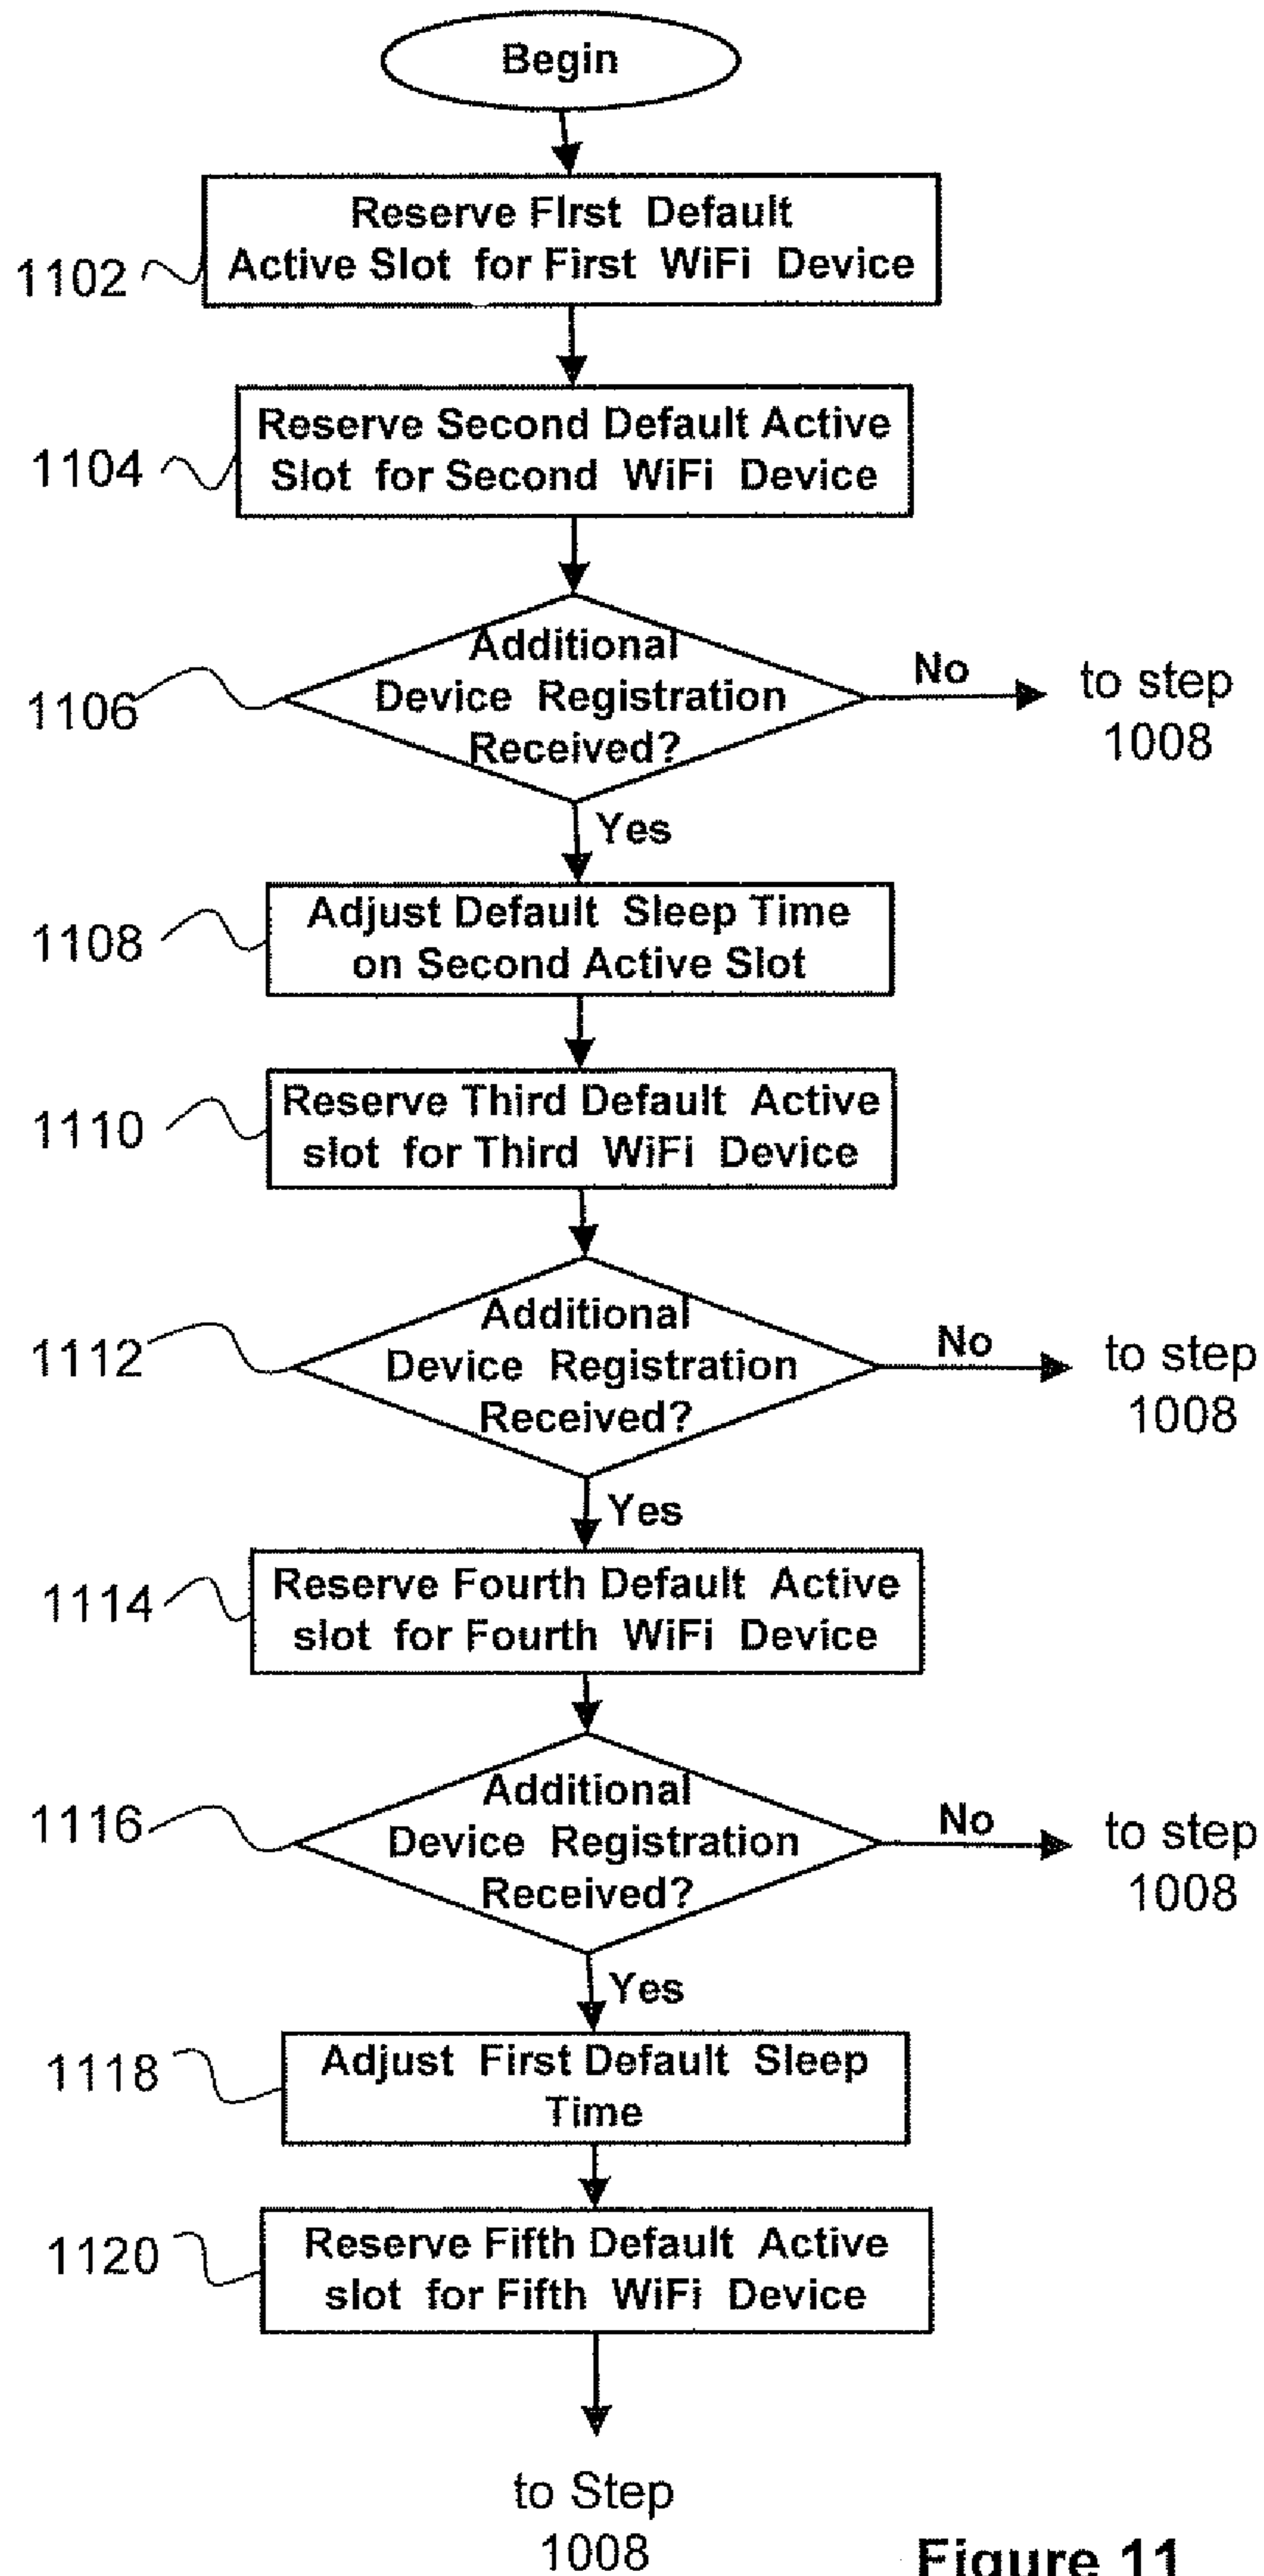 Begin
Reserve FIrst Default
Active Slot for First WiFi Device
1102
Reserve Second Default Active
Slot for Second WiFi Device
1104
Additional
Device Registration
Received?
1106
No
to step
1008
Yes
Adjust Default Sleep Time
on Second Active Slot
1108
Reserve Third Default Active
slot for Third WiFi Device
1110
Additional
Device Registration
Received?
1112
No
to step
1008
Yes
Reserve Fourth Default Active
slot for Fourth WiFi Device
1114
Additional
Device Registration
Received?
1116
No
to step
1008
Yes
Adjust First Default Sleep
Time
1118
Reserve Fifth Default Active
slot for Fifth WiFi Device
1120
to Step
1008
Figure 11